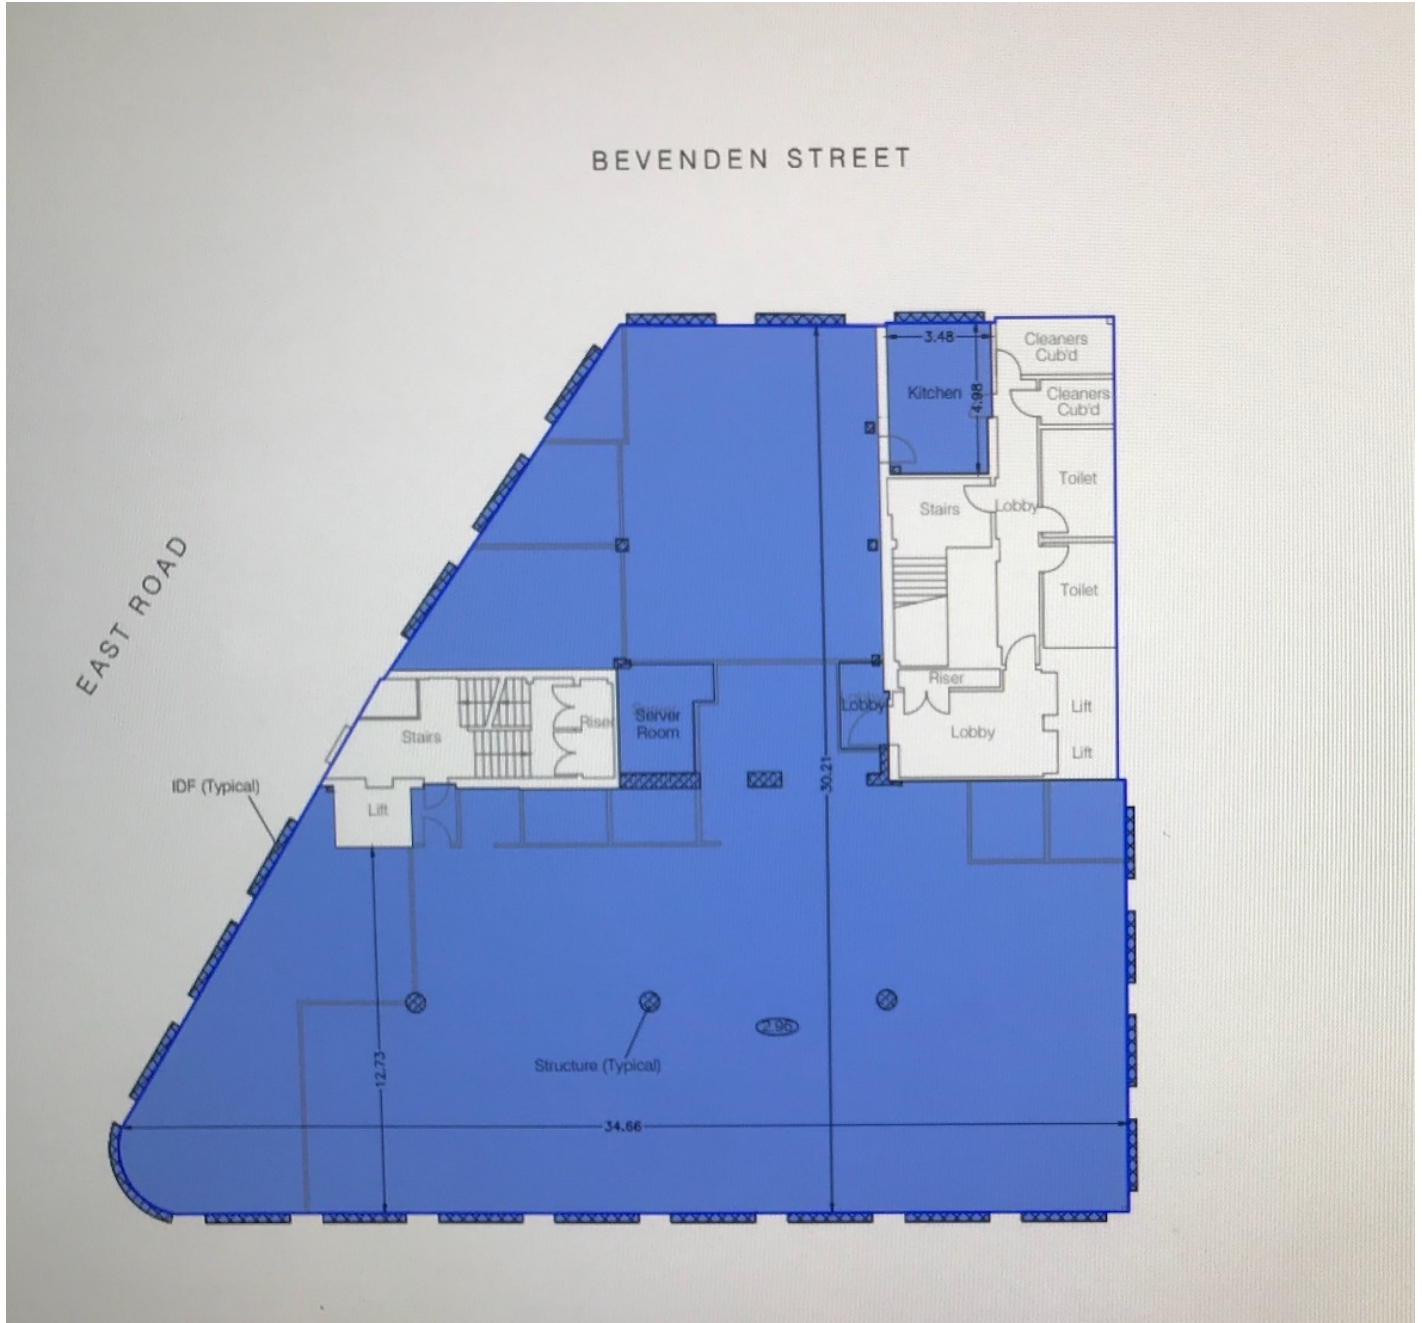 BEVENDEN STREET
3.48
Cleaners
Cub'd
Kitchen
4.98
Cleaners
Cub'd
Toilet
Stairs
Lobby
EAST ROAD
Toilet
Riser
Lobby
Server
Room
Lift
Riser
Stairs
Lobby
Lift
30.21
IDF (Typical)
Lift
2.96
Structure (Typical)
12.73
34.66